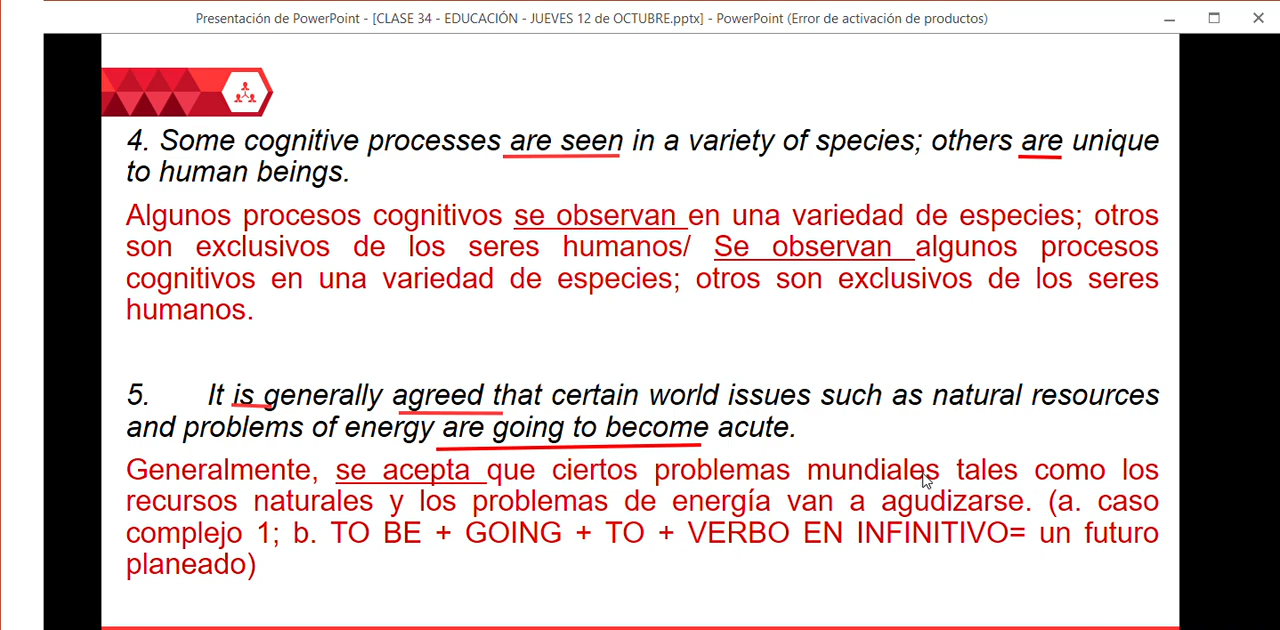 Presentación de PowerPoint - [CLASE 34 - EDUCACIÓN - JUEVES 12 de OCTUBRE.pptx] - PowerPoint (Error de activación de productos)
4. Some cognitive processes are seen in a variety of species; others are unique
to human beings.
Algunos procesos cognitivos se observan en una variedad de especies; otros
son exclusivos de los seres humanos/ Se observan algunos procesos
cognitivos en una variedad de especies; otros son exclusivos de los seres
humanos.
5. It is generally agreed that certain world issues such as natural resources
and problems of energy are going to become acute.
Generalmente, se acepta que ciertos problemas mundiales tales como los
recursos naturales y los problemas de energía van a agudizarse. (a. caso
complejo 1; b. TO BE + GOING + TO + VERBO EN INFINITIVO= un futuro
planeado)